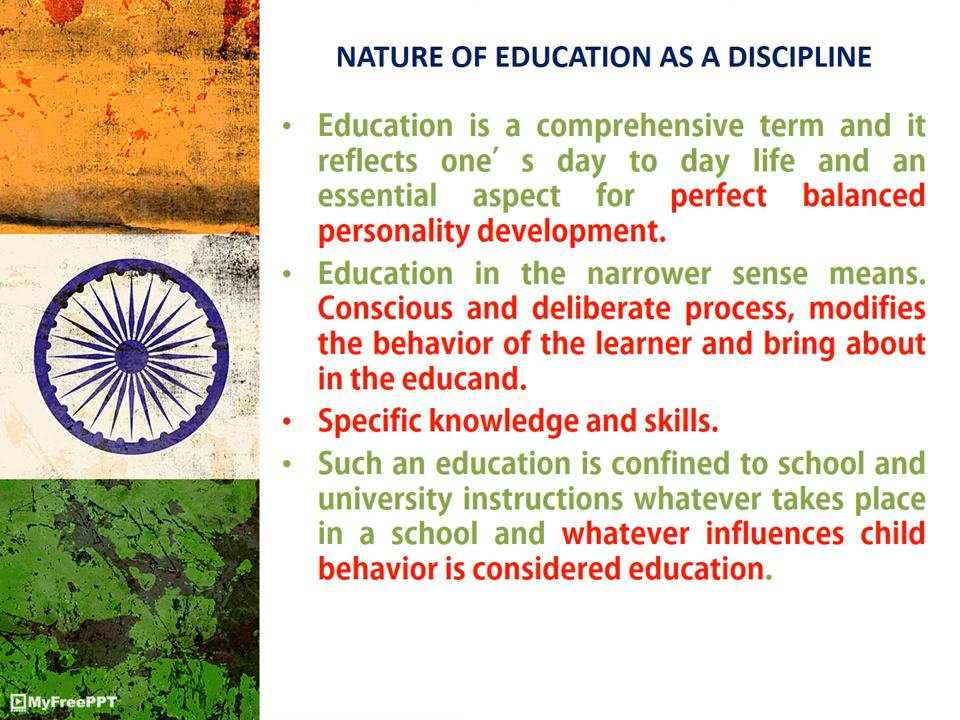 NATURE OF EDUCATION AS A DISCIPLINE
• Education is a comprehensive term and it
reflects one´ s day to day life and an
essential aspect for perfect balanced
personality development.
• Education in the narrower sense means.
Conscious and deliberate process, modifies
the behavior of the learner and bring about
in the educand.
• Specific knowledge and skills.
• Such an education is confined to school and
university instructions whatever takes place
in a school and whatever influences child
behavior is considered education.
MyFreePPT